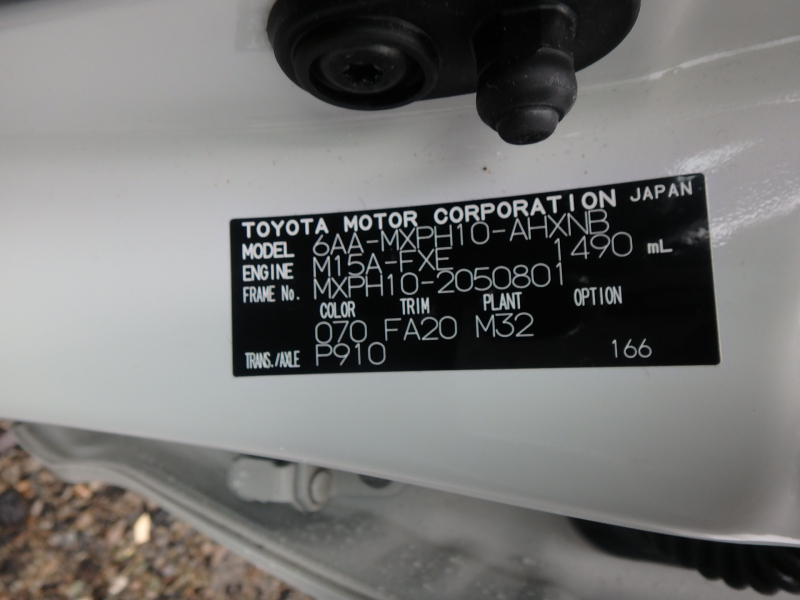 TOYOTA MOTOR CORPORATION JAPAN
MODEL 6AA-MXPH10-AHXNB
ENGINE M15A-FXE 1490 mL
FRAME No. MXPH10-2050801
COLOR TRIM PLANT OPTION
070 FA20 M32
TRANS./AXLE P910 166